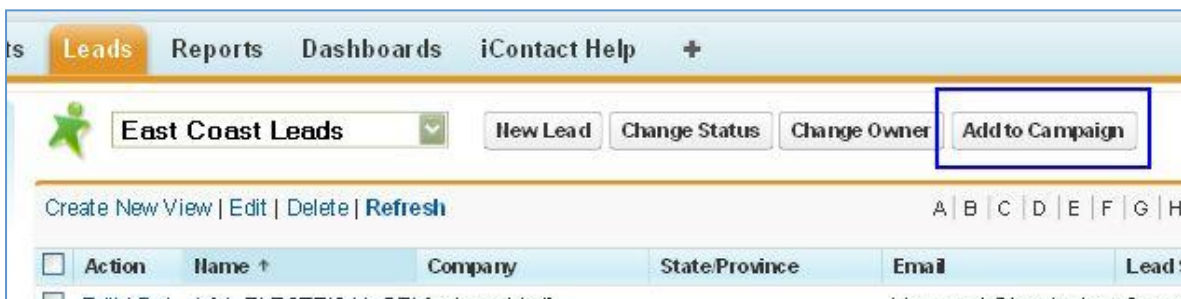 ts Leads Reports Dashboards iContact Help +
East Coast Leads New Lead Change Status Change Owner Add to Campaign
Create New View | Edit | Delete | Refresh A | B | C | D | E | F | G | H
Action Name ↑ Company State/Province Email Lead S